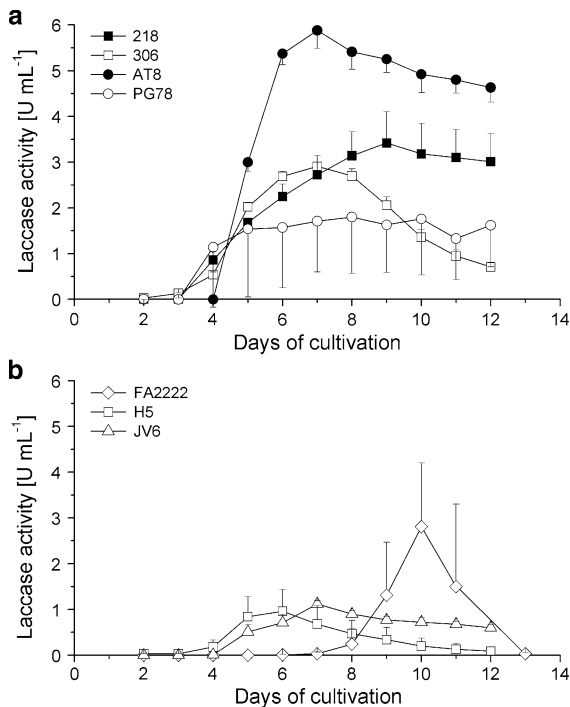 a
218
306
AT8
PG78
Laccase activity [U mL⁻¹]
6
5
4
3
2
1
0
0 2 4 6 8 10 12 14
Days of cultivation
b
FA2222
H5
JV6
Laccase activity [U mL⁻¹]
6
5
4
3
2
1
0
0 2 4 6 8 10 12 14
Days of cultivation